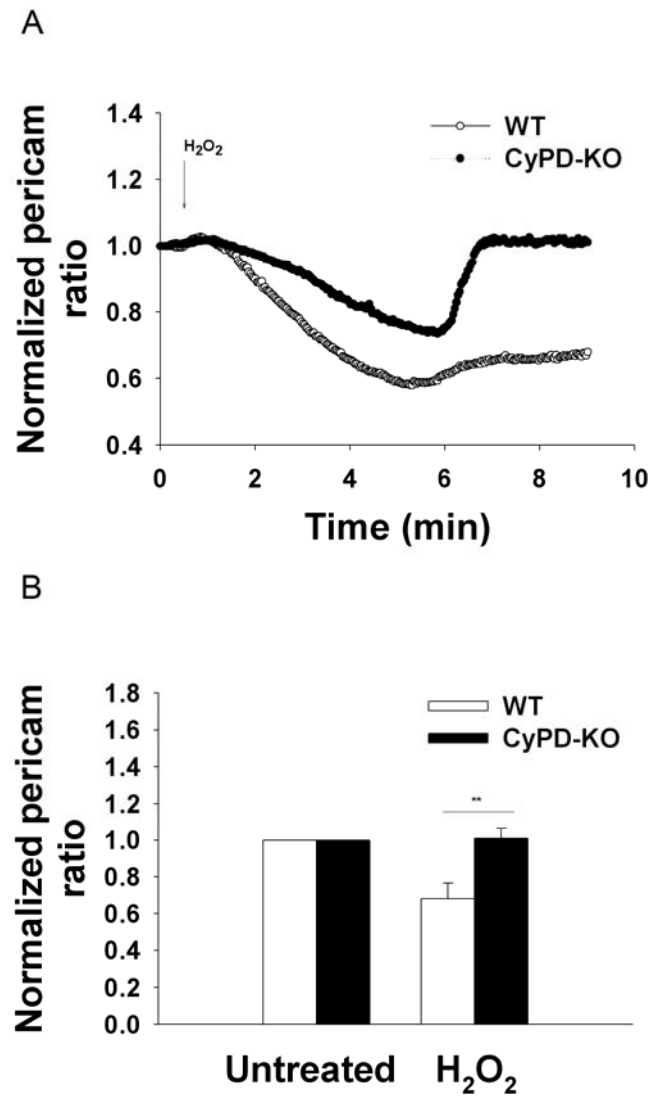 A
Normalized pericam
ratio
1.4
1.2
1.0
0.8
0.6
0.4
H₂O₂
WT
CyPD-KO
0
2
4
6
8
10
Time (min)
B
Normalized pericam
ratio
1.8
1.6
1.4
1.2
1.0
0.8
0.6
0.4
0.2
0.0
WT
CyPD-KO
**
Untreated
H₂O₂